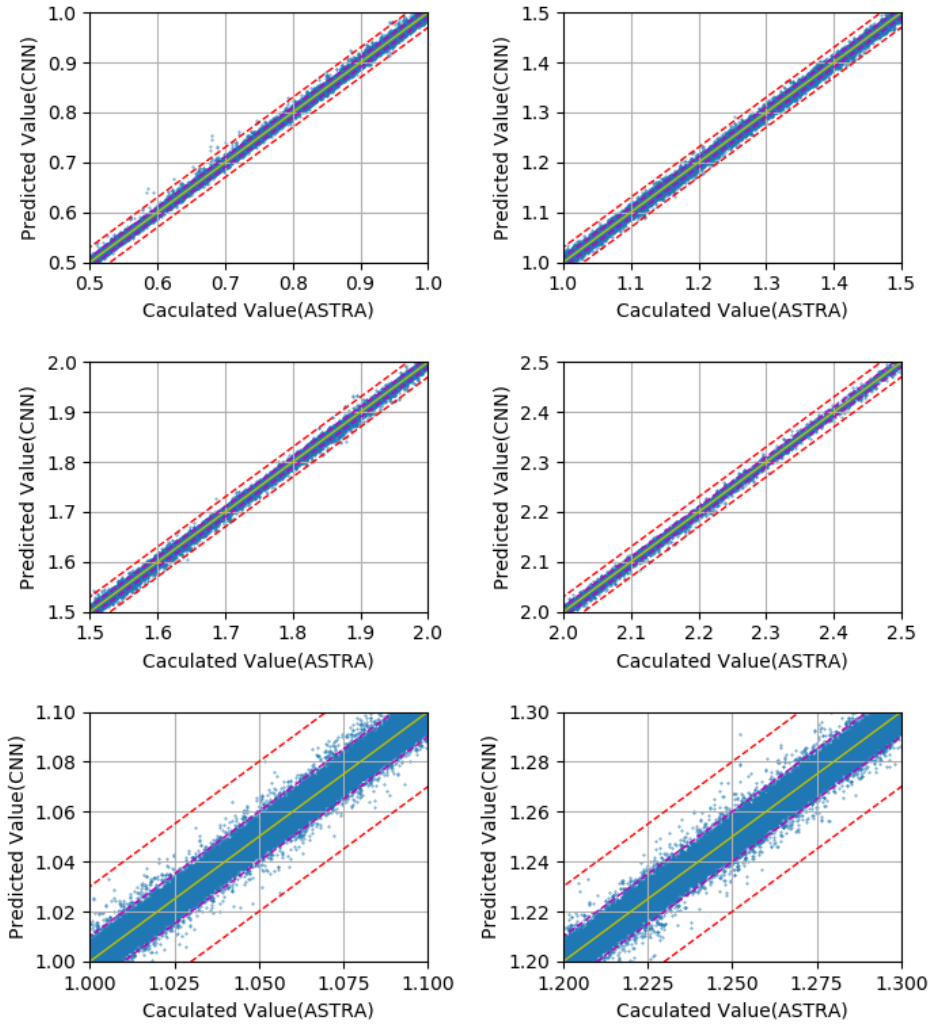 1.0
0.9
0.8
0.7
0.6
0.5
Predicted Value(CNN)
0.5 0.6 0.7 0.8 0.9 1.0
Caculated Value(ASTRA)
1.5
1.4
1.3
1.2
1.1
1.0
Predicted Value(CNN)
1.0 1.1 1.2 1.3 1.4 1.5
Caculated Value(ASTRA)
2.0
1.9
1.8
1.7
1.6
1.5
Predicted Value(CNN)
1.5 1.6 1.7 1.8 1.9 2.0
Caculated Value(ASTRA)
2.5
2.4
2.3
2.2
2.1
2.0
Predicted Value(CNN)
2.0 2.1 2.2 2.3 2.4 2.5
Caculated Value(ASTRA)
1.10
1.08
1.06
1.04
1.02
1.00
Predicted Value(CNN)
1.000 1.025 1.050 1.075 1.100
Caculated Value(ASTRA)
1.30
1.28
1.26
1.24
1.22
1.20
Predicted Value(CNN)
1.200 1.225 1.250 1.275 1.300
Caculated Value(ASTRA)